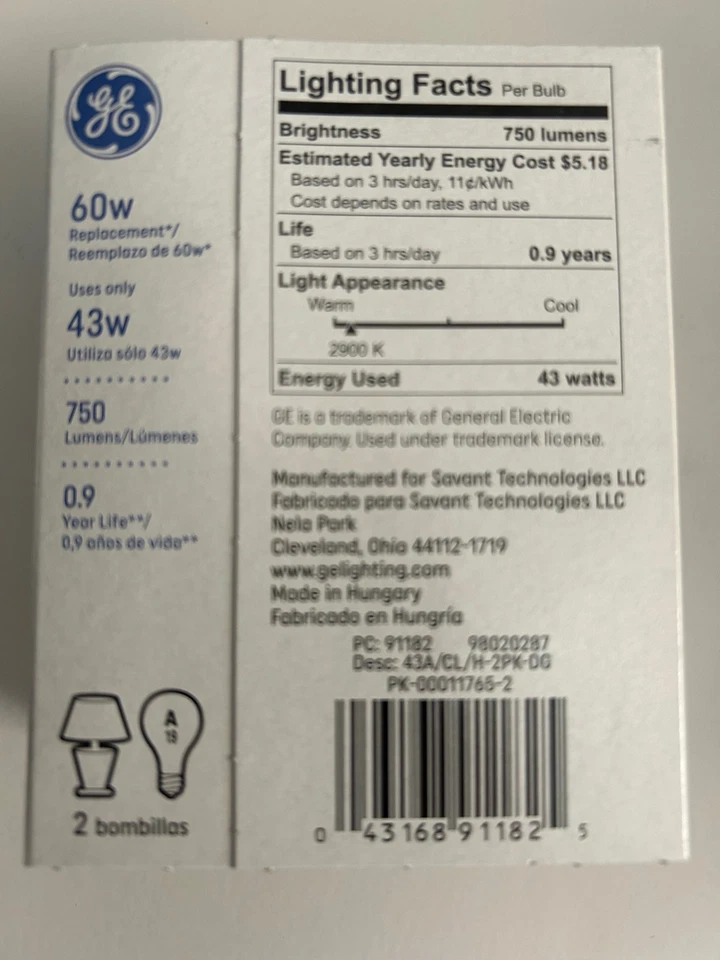 GE
60w
Replacement*/
Reemplazo de 60w*
Uses only
43w
Utiliza sólo 43w
750
Lumens/Lúmenes
0.9
Year Life**/
0,9 años de vida**
A
19
2 bombillas
Lighting Facts Per Bulb
Brightness 750 lumens
Estimated Yearly Energy Cost $5.18
Based on 3 hrs/day, 11¢/kWh
Cost depends on rates and use
Life
Based on 3 hrs/day 0.9 years
Light Appearance
Warm Cool
2900 K
Energy Used 43 watts
GE is a trademark of General Electric
Company. Used under trademark license.
Manufactured for Savant Technologies LLC
Fabricado para Savant Technologies LLC
Nela Park
Cleveland, Ohio 44112-1719
www.gelighting.com
Made in Hungary
Fabricado en Hungría
PC: 91182 98020287
Desc: 43A/CL/H-2PK-DG
PK-00011765-2
0 43168 91182 5